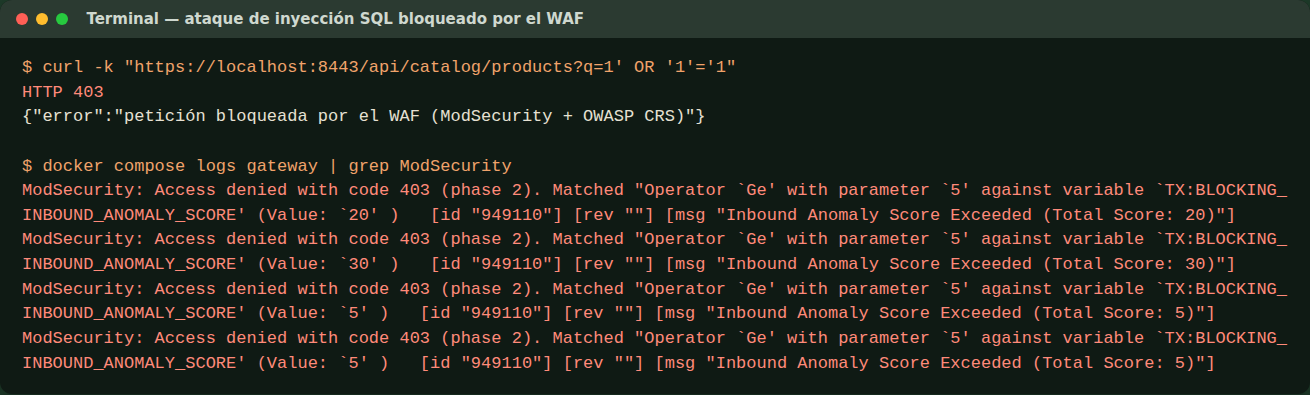 Terminal — ataque de inyección SQL bloqueado por el WAF
$ curl -k "https://localhost:8443/api/catalog/products?q=1' OR '1'='1"
HTTP 403
{"error":"petición bloqueada por el WAF (ModSecurity + OWASP CRS)"}
$ docker compose logs gateway | grep ModSecurity
ModSecurity: Access denied with code 403 (phase 2). Matched "Operator `Ge' with parameter `5' against variable `TX:BLOCKING_
INBOUND_ANOMALY_SCORE' (Value: `20' )   [id "949110"] [rev ""] [msg "Inbound Anomaly Score Exceeded (Total Score: 20)"]
ModSecurity: Access denied with code 403 (phase 2). Matched "Operator `Ge' with parameter `5' against variable `TX:BLOCKING_
INBOUND_ANOMALY_SCORE' (Value: `30' )   [id "949110"] [rev ""] [msg "Inbound Anomaly Score Exceeded (Total Score: 30)"]
ModSecurity: Access denied with code 403 (phase 2). Matched "Operator `Ge' with parameter `5' against variable `TX:BLOCKING_
INBOUND_ANOMALY_SCORE' (Value: `5' )   [id "949110"] [rev ""] [msg "Inbound Anomaly Score Exceeded (Total Score: 5)"]
ModSecurity: Access denied with code 403 (phase 2). Matched "Operator `Ge' with parameter `5' against variable `TX:BLOCKING_
INBOUND_ANOMALY_SCORE' (Value: `5' )   [id "949110"] [rev ""] [msg "Inbound Anomaly Score Exceeded (Total Score: 5)"]